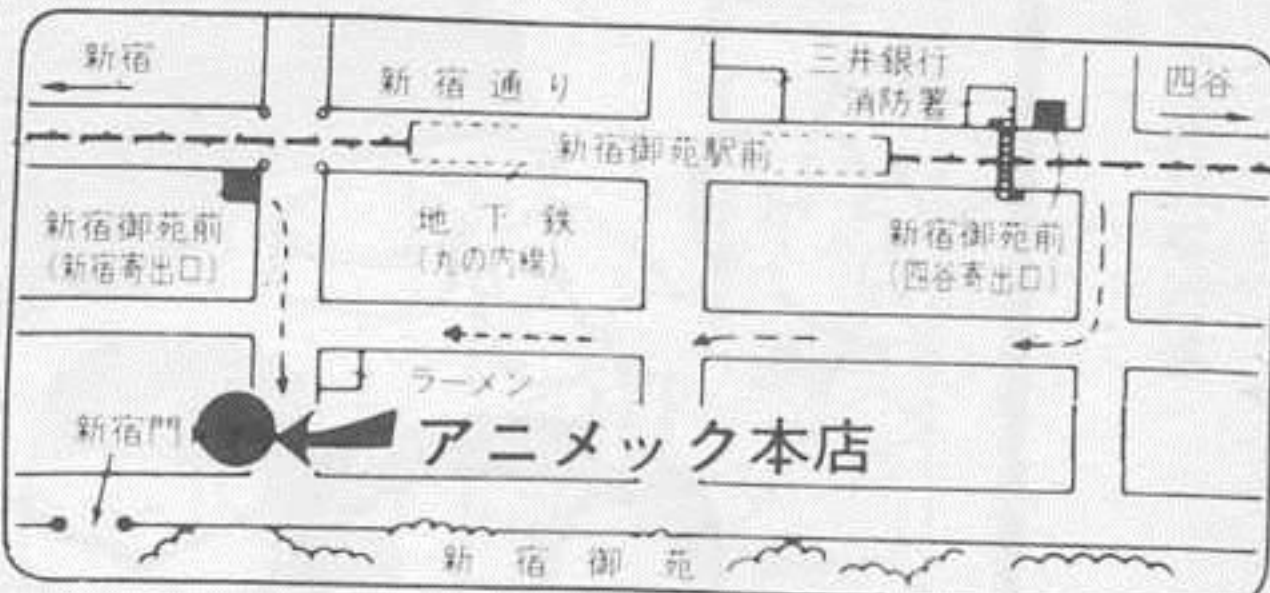 新宿
新宿通り
三井銀行
消防署
四谷
新宿御苑駅前
新宿御苑前
(新宿寄出口)
地下鉄
(丸の内線)
新宿御苑前
(四谷寄出口)
ラーメン
新宿門
アニメック本店
新宿御苑